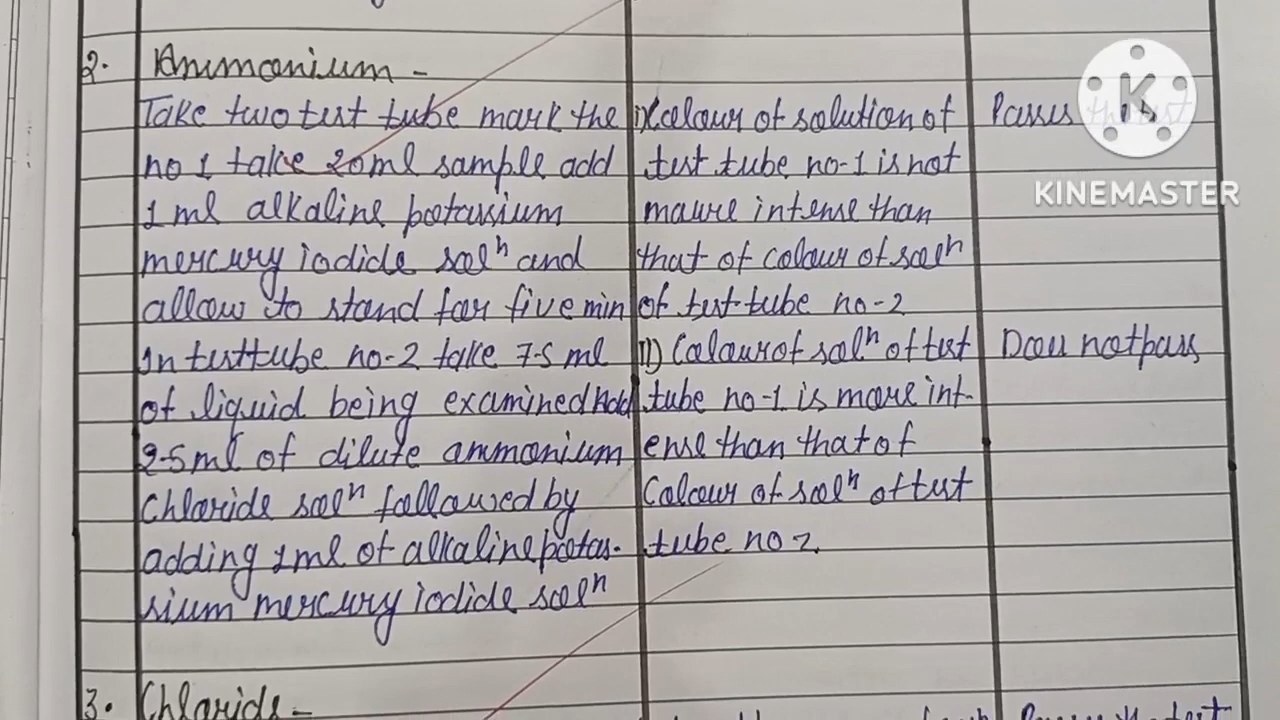 2. Ammonium -
Take two test tube mark the
no 1 take 20ml sample add
1 ml alkaline potassium
mercury iodide solⁿ and
allow to stand for five min
In testtube no-2 take 7.5 ml
of liquid being examined Add
2.5ml of dilute ammonium
Chloride solⁿ followed by
adding 1ml of alkaline potas-
sium mercury iodide solⁿ
I) Colour of solution of
test tube no-1 is not
more intense than
that of colour of solⁿ
of test-tube no-2
II) Colour of solⁿ of test
tube no-1 is more int-
ense than that of
Colour of solⁿ of test
tube no 2.
Passes the test
Does not pass
K
KINEMASTER
3. Chloride -